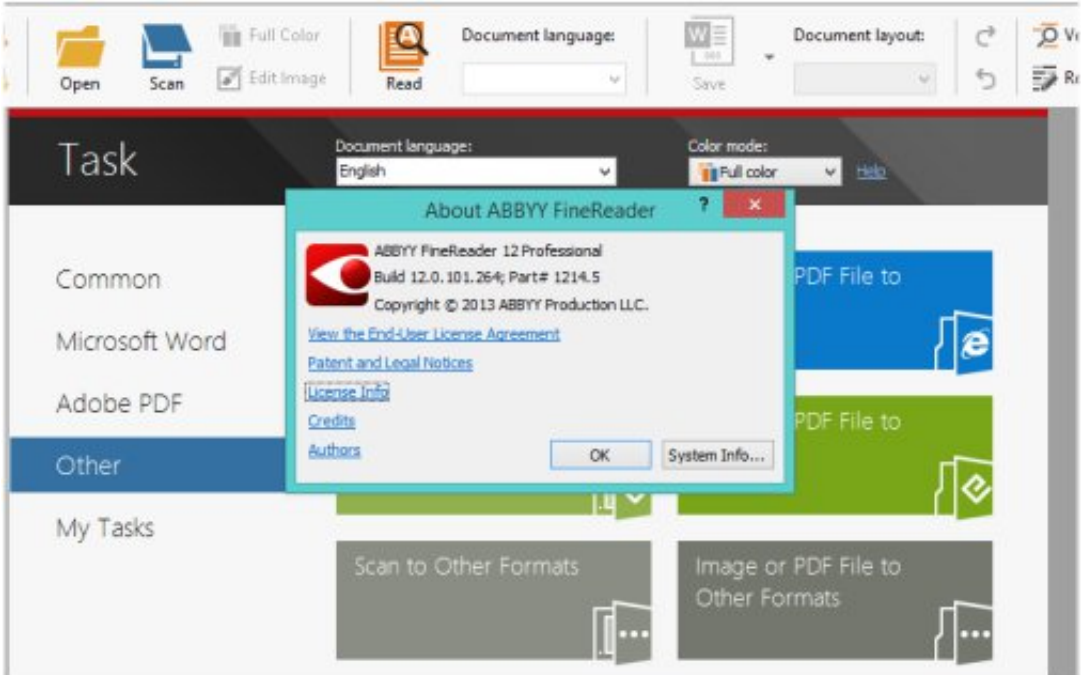 Open
Scan
Full Color
Edit Image
Read
Document language:
Save
Document layout:
Task
Document language:
English
Color mode:
Full color
Help
Common
Microsoft Word
Adobe PDF
Other
My Tasks
About ABBYY FineReader
?
ABBYY FineReader 12 Professional
Build 12.0.101.264; Part# 1214.5
Copyright © 2013 ABBYY Production LLC.
View the End-User License Agreement
Patent and Legal Notices
License Info
Credits
Authors
OK
System Info...
PDF File to
PDF File to
Scan to Other Formats
Image or PDF File to
Other Formats